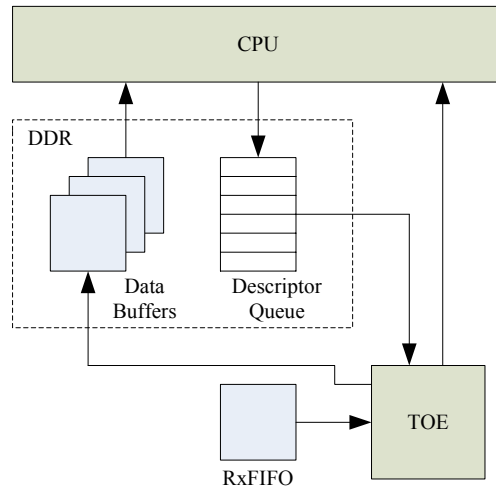 CPU
DDR
Data
Buffers
Descriptor
Queue
TOE
RxFIFO